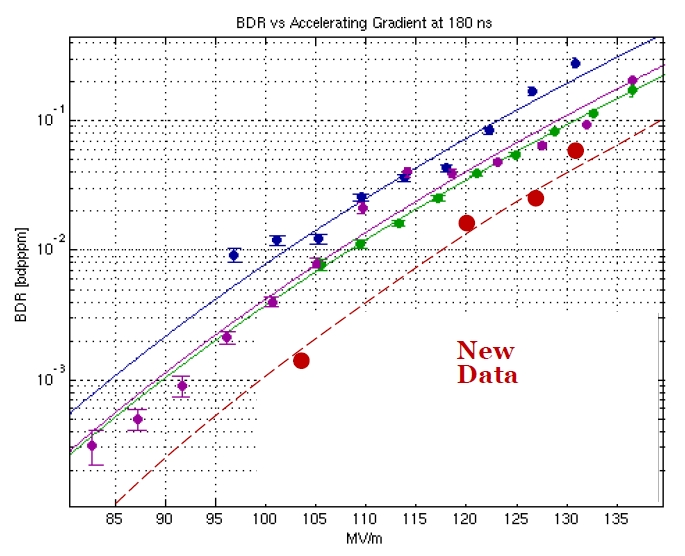 BDR vs Accelerating Gradient at 180 ns
BDR [bdpppm]
10⁻¹
10⁻²
10⁻³
New
Data
85 90 95 100 105 110 115 120 125 130 135
MV/m